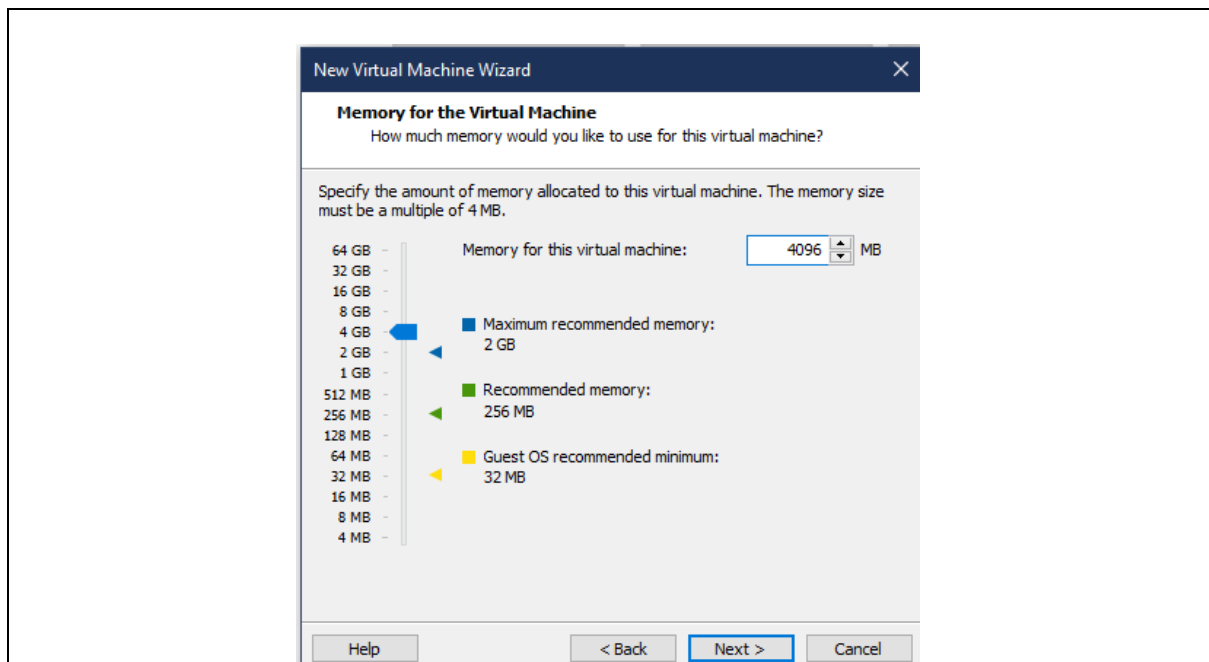 New Virtual Machine Wizard
Memory for the Virtual Machine
How much memory would you like to use for this virtual machine?
Specify the amount of memory allocated to this virtual machine. The memory size
must be a multiple of 4 MB.
64 GB
32 GB
16 GB
8 GB
4 GB
2 GB
1 GB
512 MB
256 MB
128 MB
64 MB
32 MB
16 MB
8 MB
4 MB
Memory for this virtual machine: 4096 MB
Maximum recommended memory:
2 GB
Recommended memory:
256 MB
Guest OS recommended minimum:
32 MB
Help < Back Next > Cancel